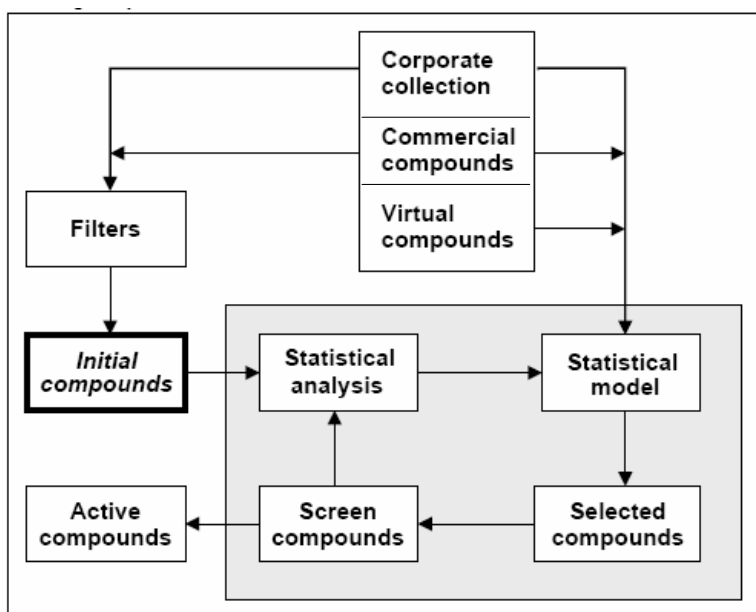 Corporate
collection
Commercial
compounds
Virtual
compounds
Filters
Initial
compounds
Statistical
analysis
Statistical
model
Active
compounds
Screen
compounds
Selected
compounds